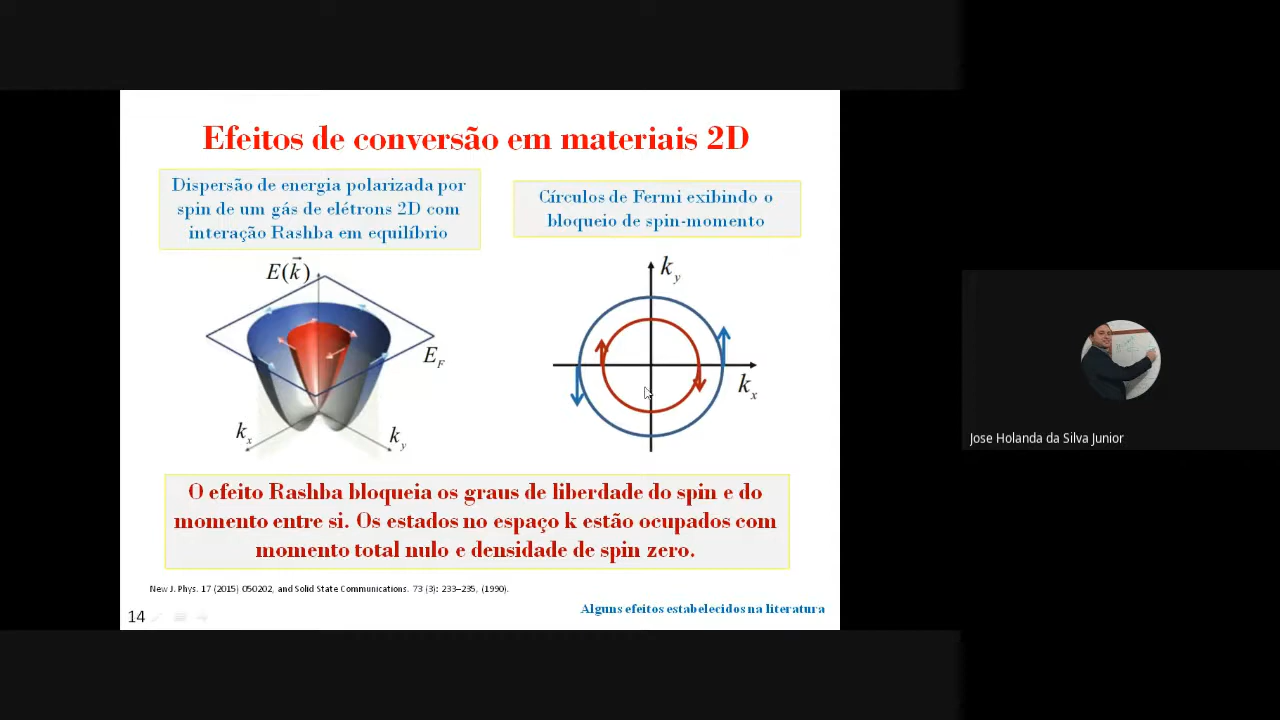 Efeitos de conversão em materiais 2D
Dispersão de energia polarizada por
spin de um gás de elétrons 2D com
interação Rashba em equilíbrio
Círculos de Fermi exibindo o
bloqueio de spin-momento
E(k⃗)
E_F
k_x
k_y
k_y
k_x
O efeito Rashba bloqueia os graus de liberdade do spin e do
momento entre si. Os estados no espaço k estão ocupados com
momento total nulo e densidade de spin zero.
New J. Phys. 17 (2015) 050202, and Solid State Communications. 73 (3): 233–235, (1990).
Alguns efeitos estabelecidos na literatura
14
Jose Holanda da Silva Junior